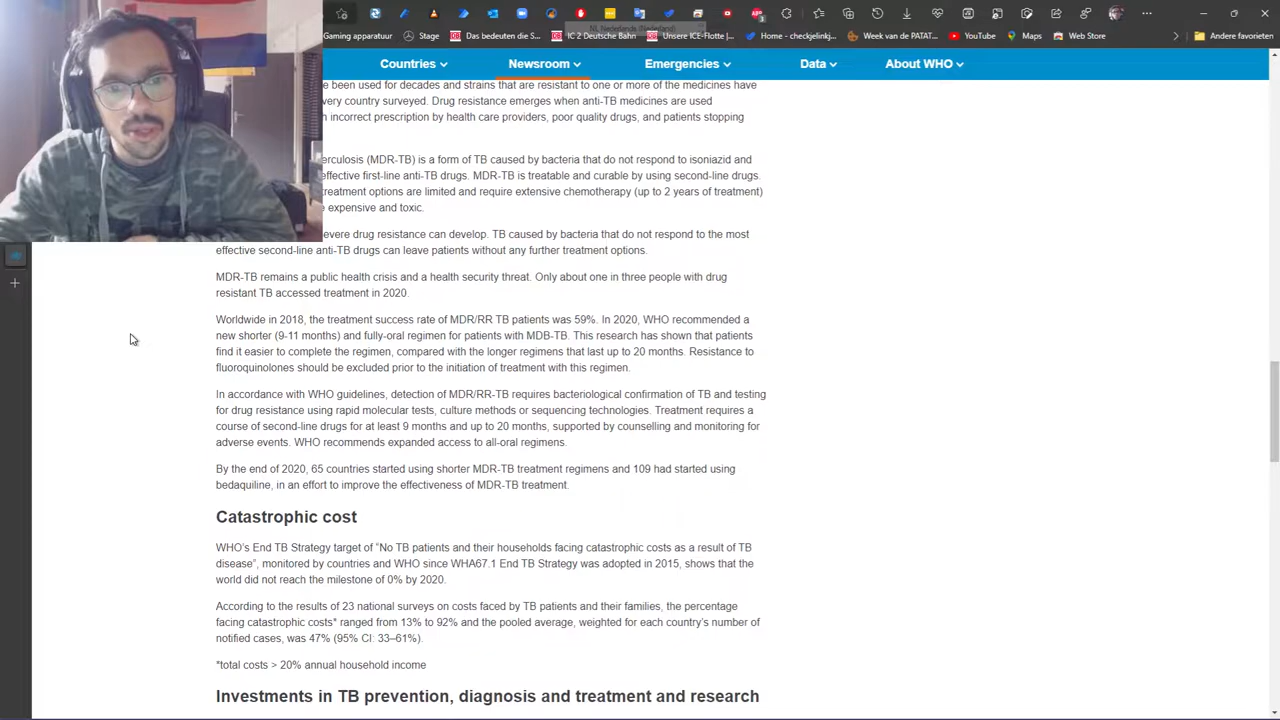 NL Nederlands (Nederland)
Gaming apparatuur
Stage
Das bedeuten die S...
IC 2 Deutsche Bahn
Unsere ICE-Flotte |...
Home - checkjelinkj...
Week van de PATAT...
YouTube
Maps
Web Store
Andere favorieten
Countries
Newsroom
Emergencies
Data
About WHO
e been used for decades and strains that are resistant to one or more of the medicines have
very country surveyed. Drug resistance emerges when anti-TB medicines are used
h incorrect prescription by health care providers, poor quality drugs, and patients stopping
erculosis (MDR-TB) is a form of TB caused by bacteria that do not respond to isoniazid and
effective first-line anti-TB drugs. MDR-TB is treatable and curable by using second-line drugs.
treatment options are limited and require extensive chemotherapy (up to 2 years of treatment)
e expensive and toxic.
evere drug resistance can develop. TB caused by bacteria that do not respond to the most
effective second-line anti-TB drugs can leave patients without any further treatment options.
MDR-TB remains a public health crisis and a health security threat. Only about one in three people with drug
resistant TB accessed treatment in 2020.
Worldwide in 2018, the treatment success rate of MDR/RR TB patients was 59%. In 2020, WHO recommended a
new shorter (9-11 months) and fully-oral regimen for patients with MDB-TB. This research has shown that patients
find it easier to complete the regimen, compared with the longer regimens that last up to 20 months. Resistance to
fluoroquinolones should be excluded prior to the initiation of treatment with this regimen.
In accordance with WHO guidelines, detection of MDR/RR-TB requires bacteriological confirmation of TB and testing
for drug resistance using rapid molecular tests, culture methods or sequencing technologies. Treatment requires a
course of second-line drugs for at least 9 months and up to 20 months, supported by counselling and monitoring for
adverse events. WHO recommends expanded access to all-oral regimens.
By the end of 2020, 65 countries started using shorter MDR-TB treatment regimens and 109 had started using
bedaquiline, in an effort to improve the effectiveness of MDR-TB treatment.
Catastrophic cost
WHO's End TB Strategy target of “No TB patients and their households facing catastrophic costs as a result of TB
disease”, monitored by countries and WHO since WHA67.1 End TB Strategy was adopted in 2015, shows that the
world did not reach the milestone of 0% by 2020.
According to the results of 23 national surveys on costs faced by TB patients and their families, the percentage
facing catastrophic costs* ranged from 13% to 92% and the pooled average, weighted for each country's number of
notified cases, was 47% (95% CI: 33–61%).
*total costs > 20% annual household income
Investments in TB prevention, diagnosis and treatment and research